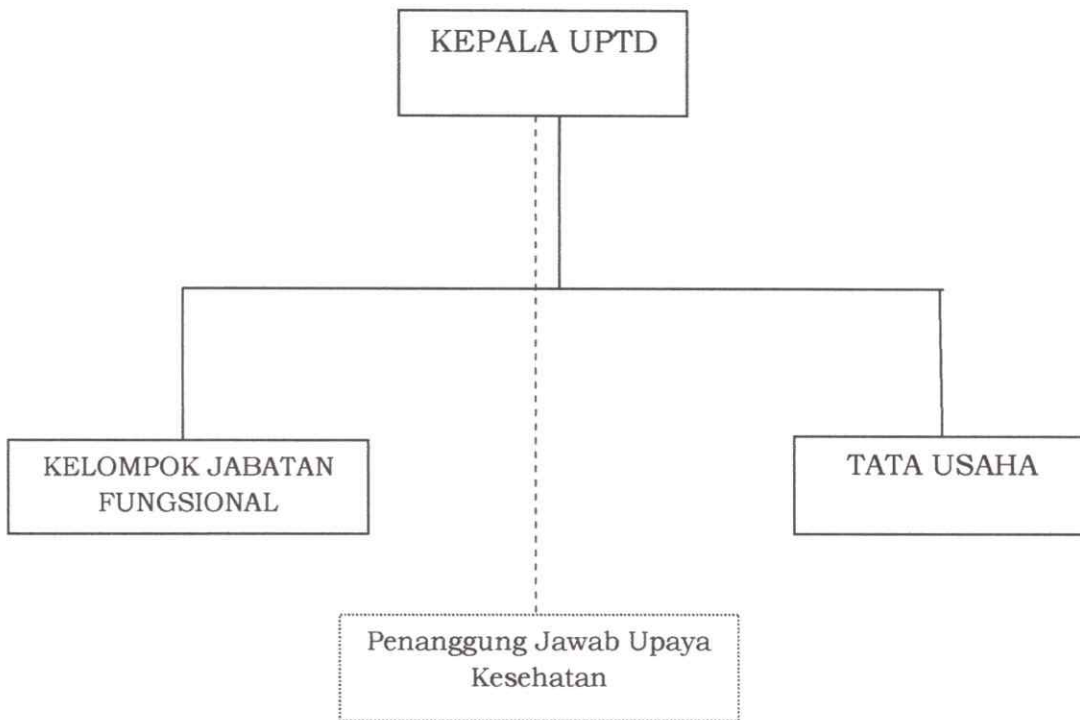 KEPALA UPTD
KELOMPOK JABATAN
FUNGSIONAL
TATA USAHA
Penanggung Jawab Upaya
Kesehatan